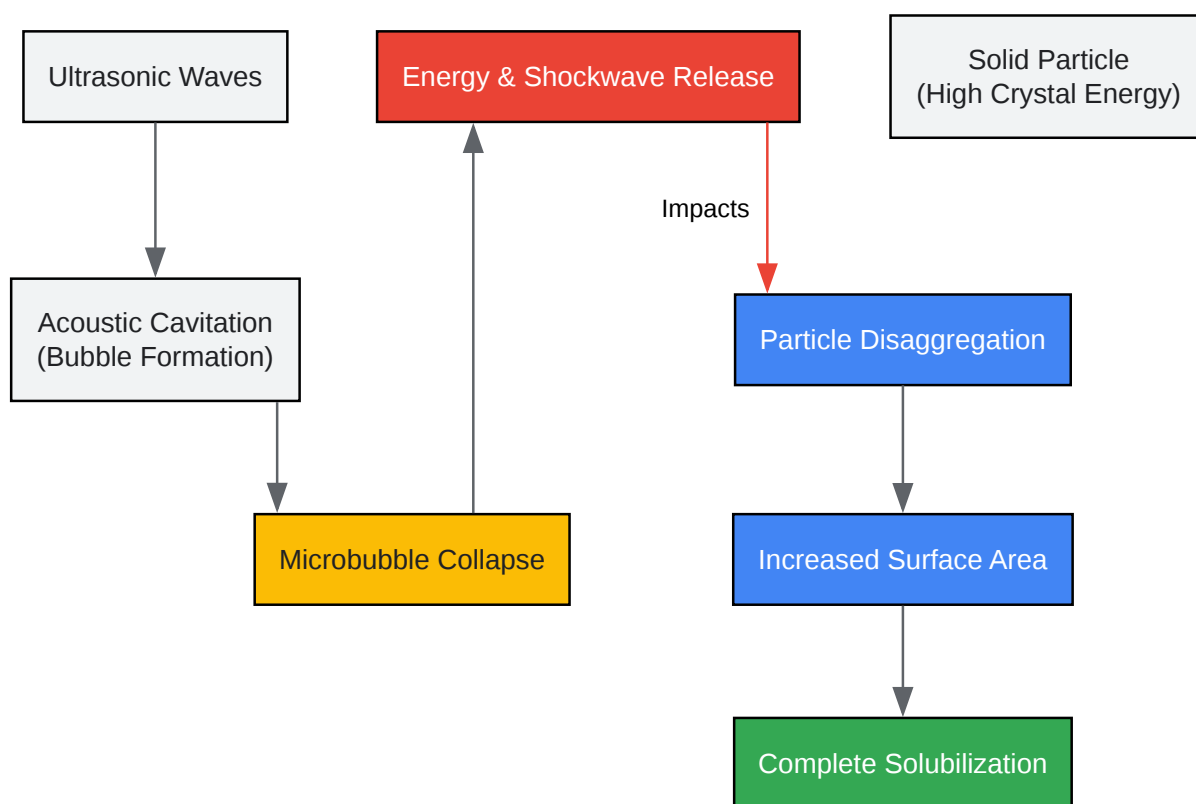 Ultrasonic Waves
Energy & Shockwave Release
Solid Particle
(High Crystal Energy)
Impacts
Acoustic Cavitation
(Bubble Formation)
Particle Disaggregation
Microbubble Collapse
Increased Surface Area
Complete Solubilization